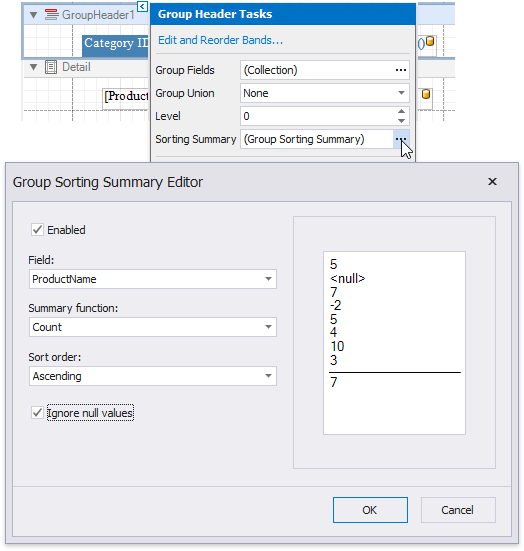 GroupHeader1
Group Header Tasks
Category ID
()
Edit and Reorder Bands...
Detail
Group Fields (Collection) ...
[Product
Group Union None
Level 0
Sorting Summary (Group Sorting Summary) ...
Group Sorting Summary Editor
Enabled
Field:
ProductName
Summary function:
Count
Sort order:
Ascending
Ignore null values
5
<null>
7
-2
5
4
10
3
7
OK Cancel